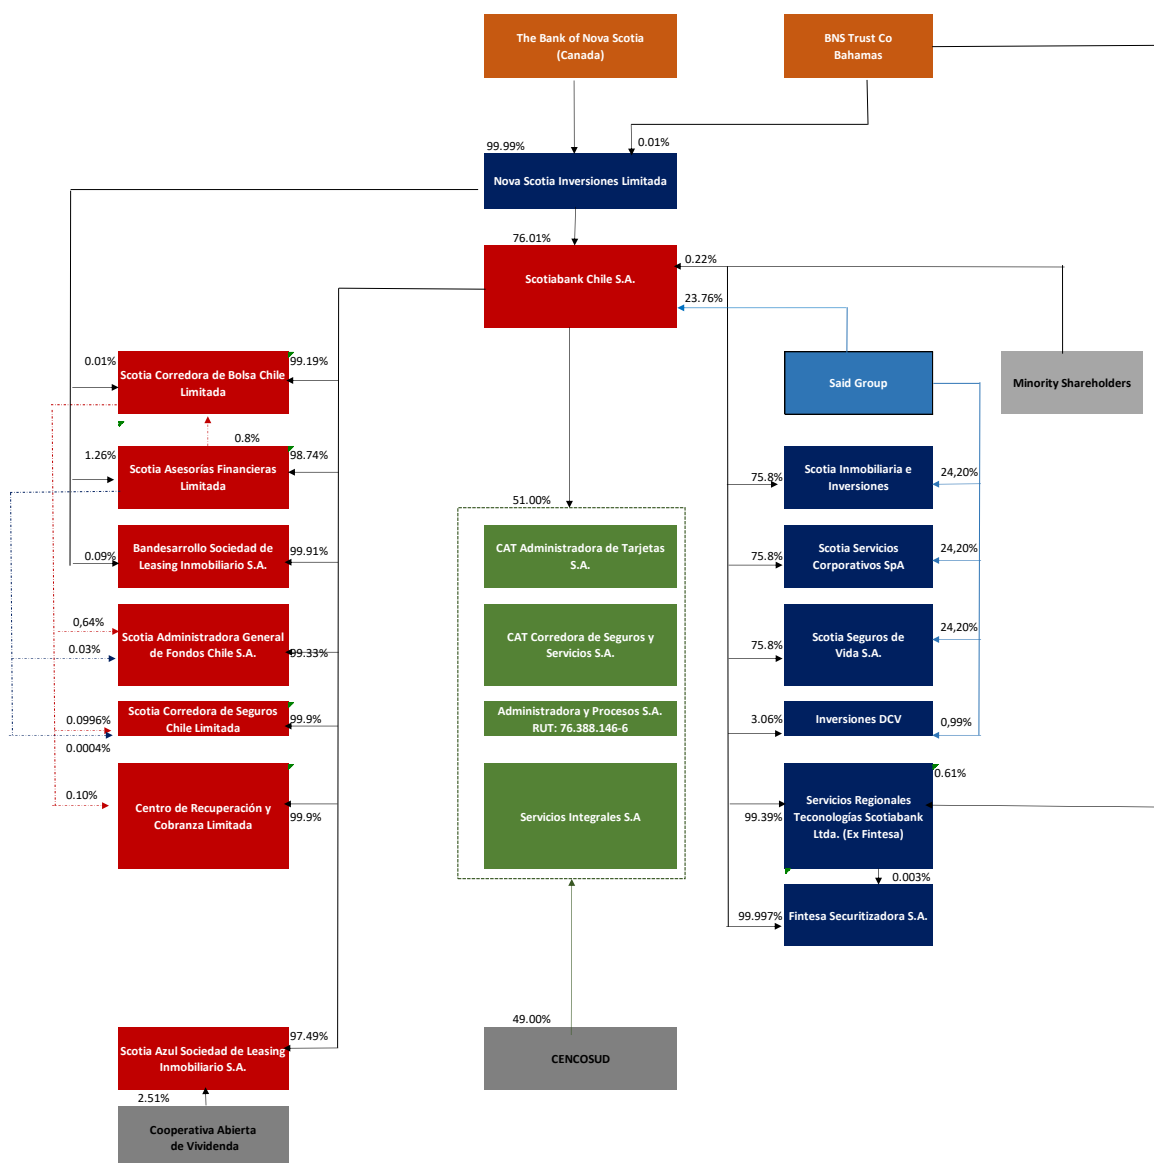 The Bank of Nova Scotia
(Canada)
BNS Trust Co
Bahamas
99.99%
0.01%
Nova Scotia Inversiones Limitada
76.01%
Scotiabank Chile S.A.
0.22%
23.76%
0.01%
Scotia Corredora de Bolsa Chile
Limitada
99.19%
Said Group
Minority Shareholders
0.8%
1.26%
Scotia Asesorías Financieras
Limitada
98.74%
75.8%
Scotia Inmobiliaria e
Inversiones
24,20%
51.00%
0.09%
Bandesarrollo Sociedad de
Leasing Inmobiliario S.A.
99.91%
CAT Administradora de Tarjetas
S.A.
75.8%
Scotia Servicios
Corporativos SpA
24,20%
0,64%
0.03%
Scotia Administradora General
de Fondos Chile S.A.
99.33%
CAT Corredora de Seguros y
Servicios S.A.
75.8%
Scotia Seguros de
Vida S.A.
24,20%
0.0996%
0.0004%
Scotia Corredora de Seguros
Chile Limitada
99.9%
Administradora y Procesos S.A.
RUT: 76.388.146-6
3.06%
Inversiones DCV
0,99%
0.10%
Centro de Recuperación y
Cobranza Limitada
99.9%
Servicios Integrales S.A
99.39%
Servicios Regionales
Teconologías Scotiabank
Ltda. (Ex Fintesa)
0.61%
0.003%
99.997%
Fintesa Securitizadora S.A.
49.00%
CENCOSUD
Scotia Azul Sociedad de Leasing
Inmobiliario S.A.
97.49%
2.51%
Cooperativa Abierta
de Vividenda